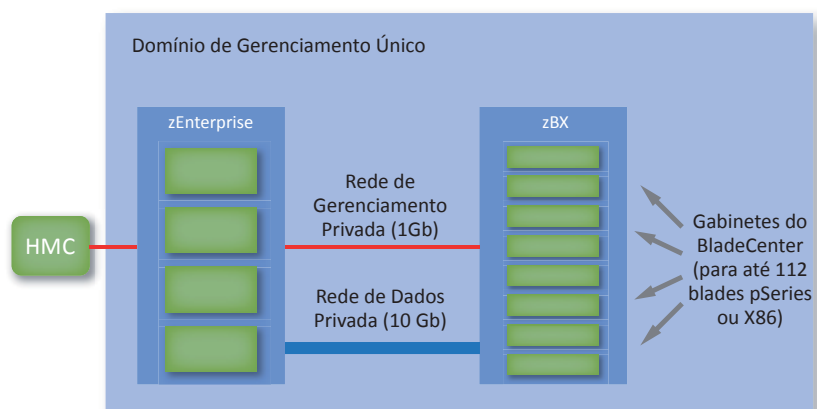 Domínio de Gerenciamento Único
zEnterprise
zBX
HMC
Rede de
Gerenciamento
Privada (1Gb)
Rede de Dados
Privada (10 Gb)
Gabinetes do
BladeCenter
(para até 112
blades pSeries
ou X86)